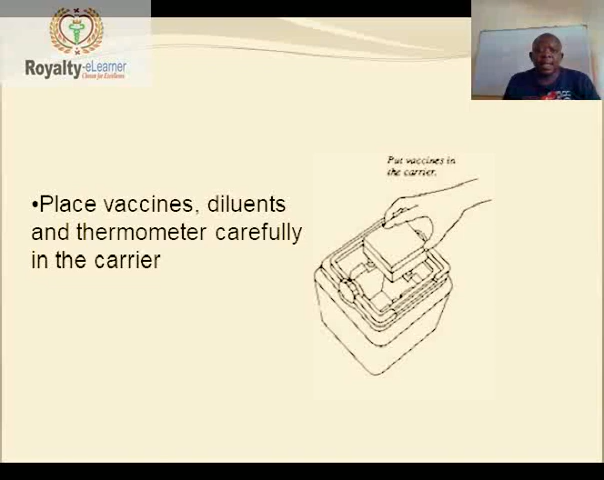 Royalty-eLearner
Choose for Excellence
Put vaccines in
the carrier.
•Place vaccines, diluents
and thermometer carefully
in the carrier